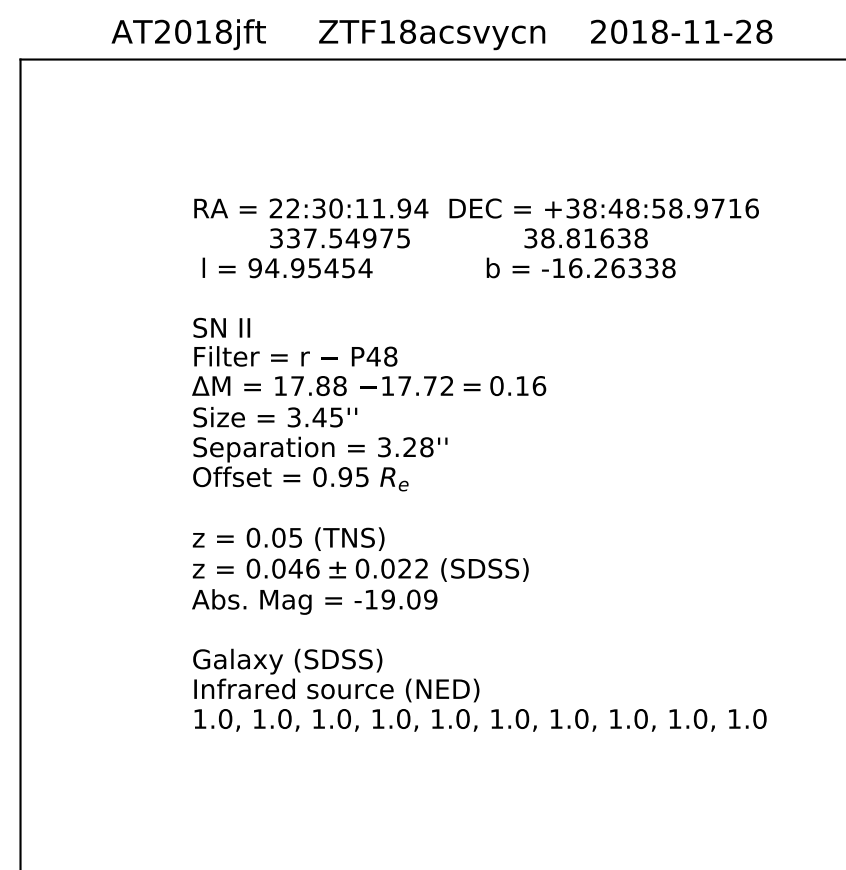 AT2018jft ZTF18acsvycn 2018-11-28
RA = 22:30:11.94 DEC = +38:48:58.9716
337.54975 38.81638
l = 94.95454 b = -16.26338
SN II
Filter = r − P48
ΔM = 17.88 −17.72 = 0.16
Size = 3.45''
Separation = 3.28''
Offset = 0.95 Rₑ
z = 0.05 (TNS)
z = 0.046 ± 0.022 (SDSS)
Abs. Mag = -19.09
Galaxy (SDSS)
Infrared source (NED)
1.0, 1.0, 1.0, 1.0, 1.0, 1.0, 1.0, 1.0, 1.0, 1.0